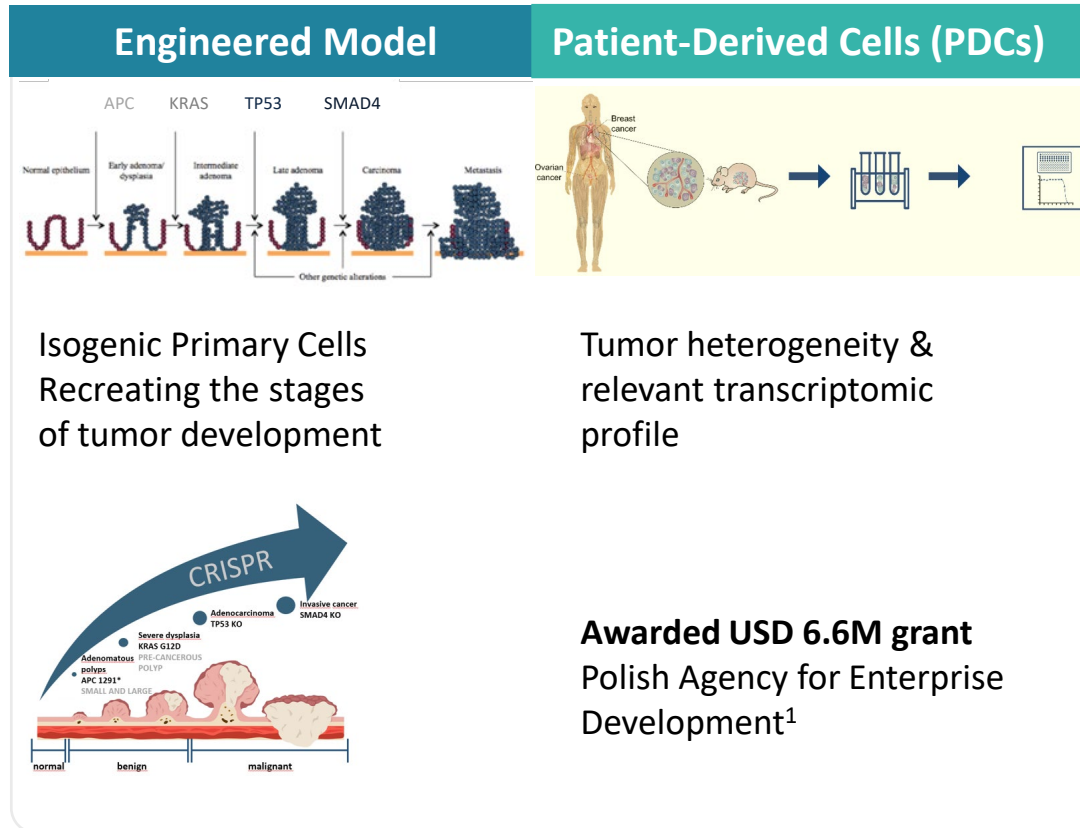 Engineered Model
Patient-Derived Cells (PDCs)
APC KRAS TP53 SMAD4
Normal epithelium
Early adenoma/
dysplasia
Intermediate
adenoma
Late adenoma
Carcinoma
Metastasis
Other genetic alterations
Breast
cancer
Ovarian
cancer
Isogenic Primary Cells
Recreating the stages
of tumor development
Tumor heterogeneity &
relevant transcriptomic
profile
CRISPR
Adenomatous
polyps
APC 1291*
SMALL AND LARGE
Severe dysplasia
KRAS G12D
PRE-CANCEROUS
POLYP
Adenocarcinoma
TP53 KO
Invasive cancer
SMAD4 KO
normal
benign
malignant
Awarded USD 6.6M grant
Polish Agency for Enterprise
Development1